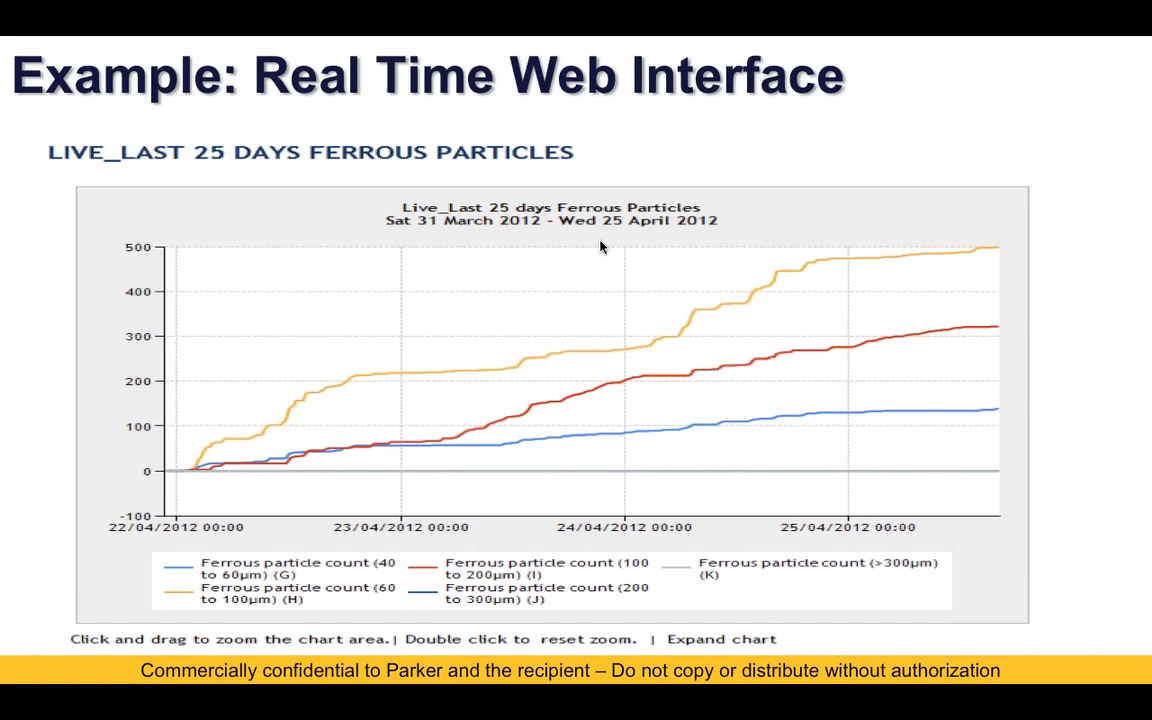 Example: Real Time Web Interface
LIVE_LAST 25 DAYS FERROUS PARTICLES
Live_Last 25 days Ferrous Particles
Sat 31 March 2012 - Wed 25 April 2012
500
400
300
200
100
0
-100
22/04/2012 00:00
23/04/2012 00:00
24/04/2012 00:00
25/04/2012 00:00
Ferrous particle count (40
to 60µm) (G)
Ferrous particle count (60
to 100µm) (H)
Ferrous particle count (100
to 200µm) (I)
Ferrous particle count (200
to 300µm) (J)
Ferrous particle count (>300µm)
(K)
Click and drag to zoom the chart area. | Double click to reset zoom. | Expand chart
Commercially confidential to Parker and the recipient – Do not copy or distribute without authorization